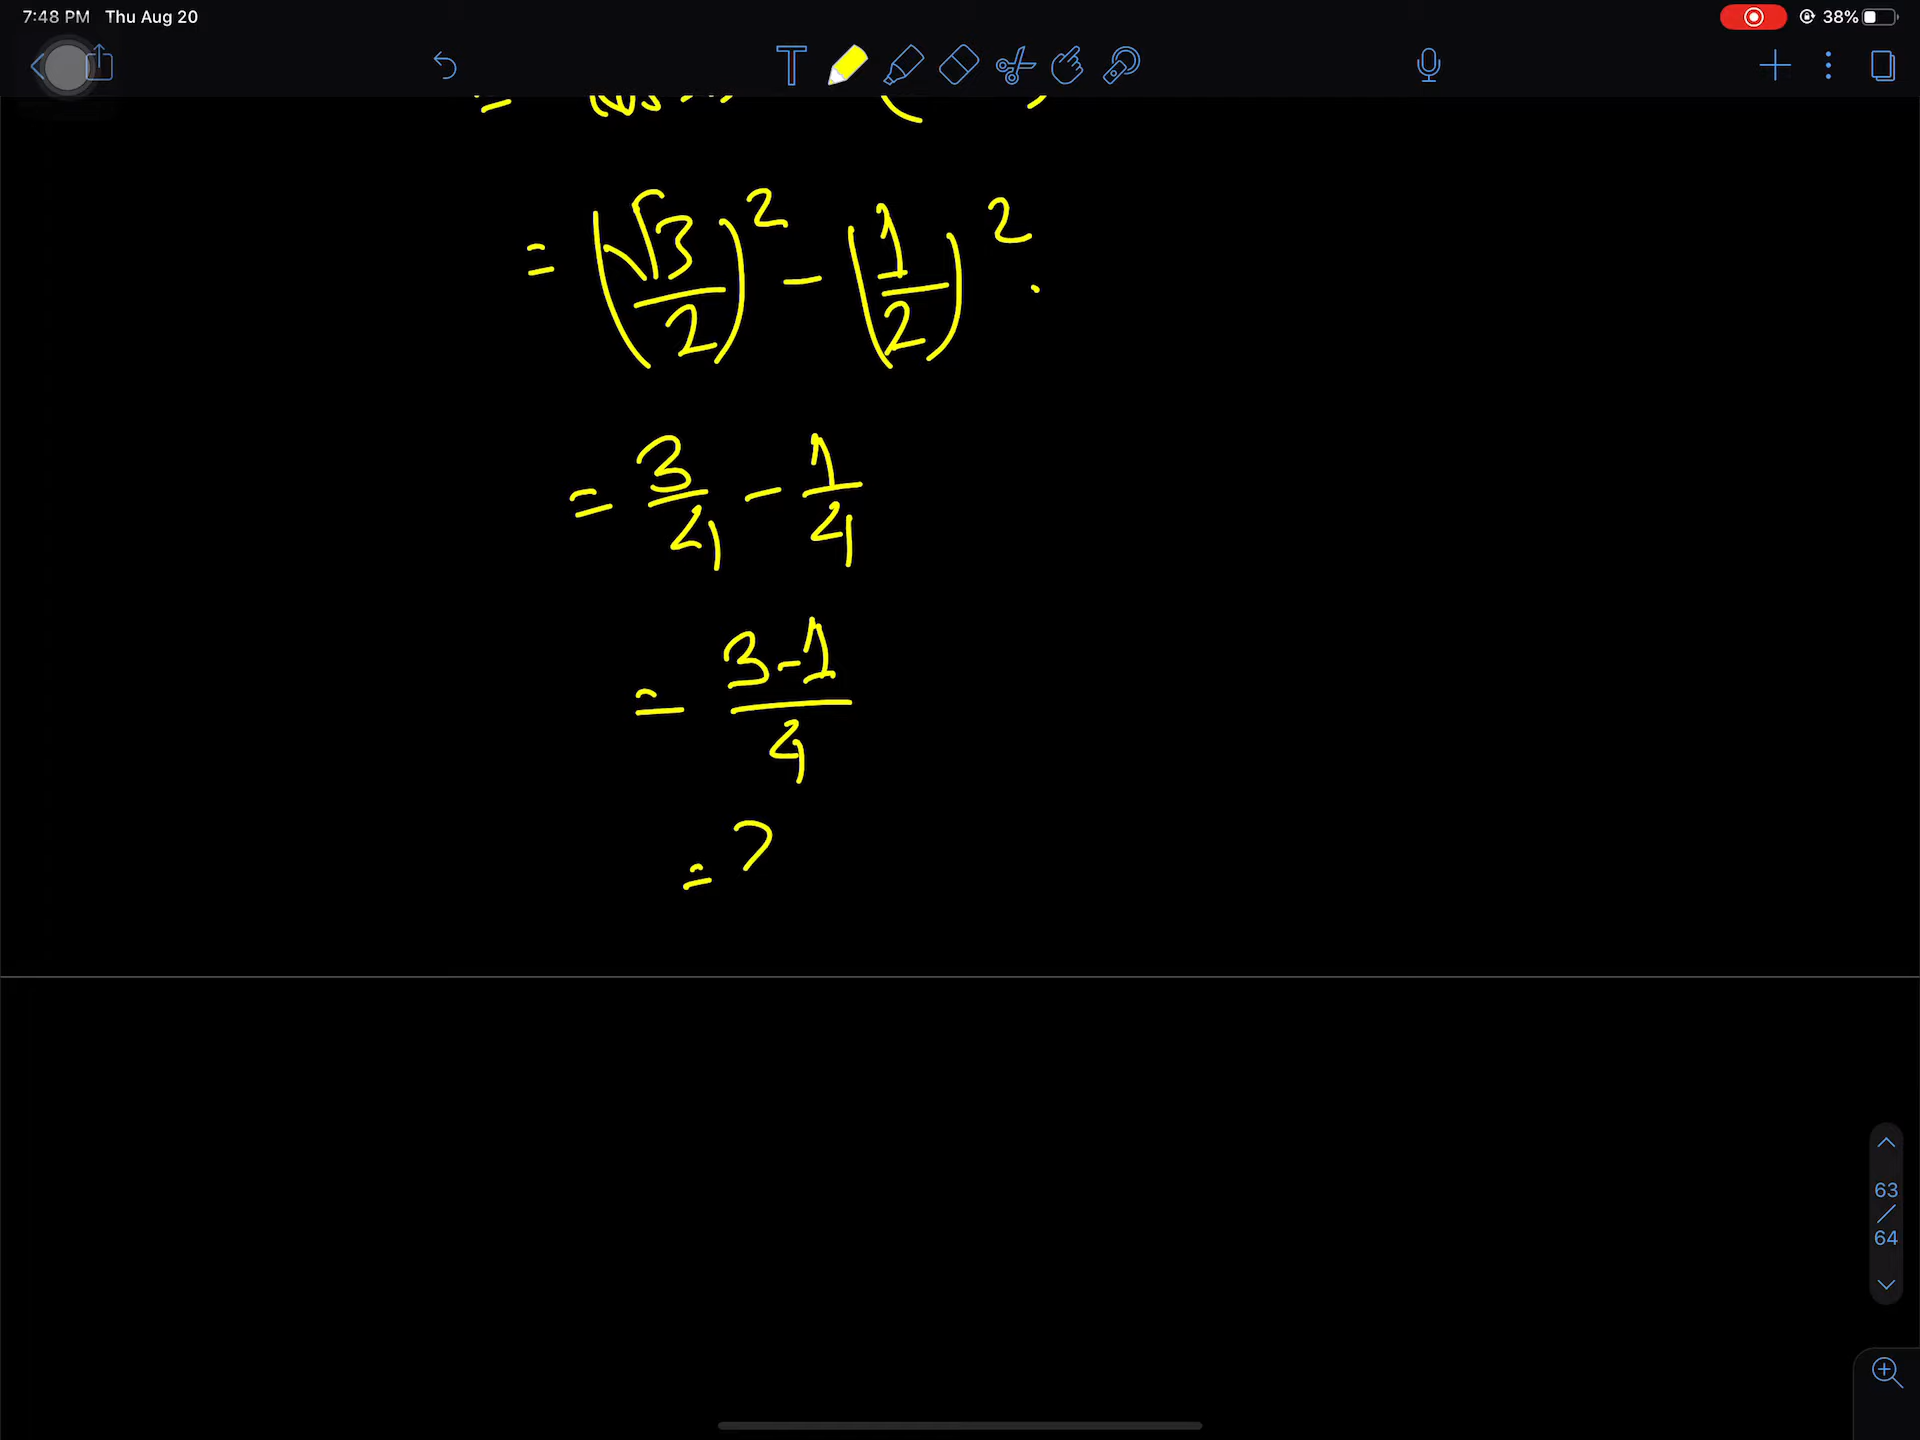 7:48 PM Thu Aug 20 38%
T
= (√3/2)² - (1/2)² .
= 3/4 - 1/4
= 3-1/4
=
63
/
64